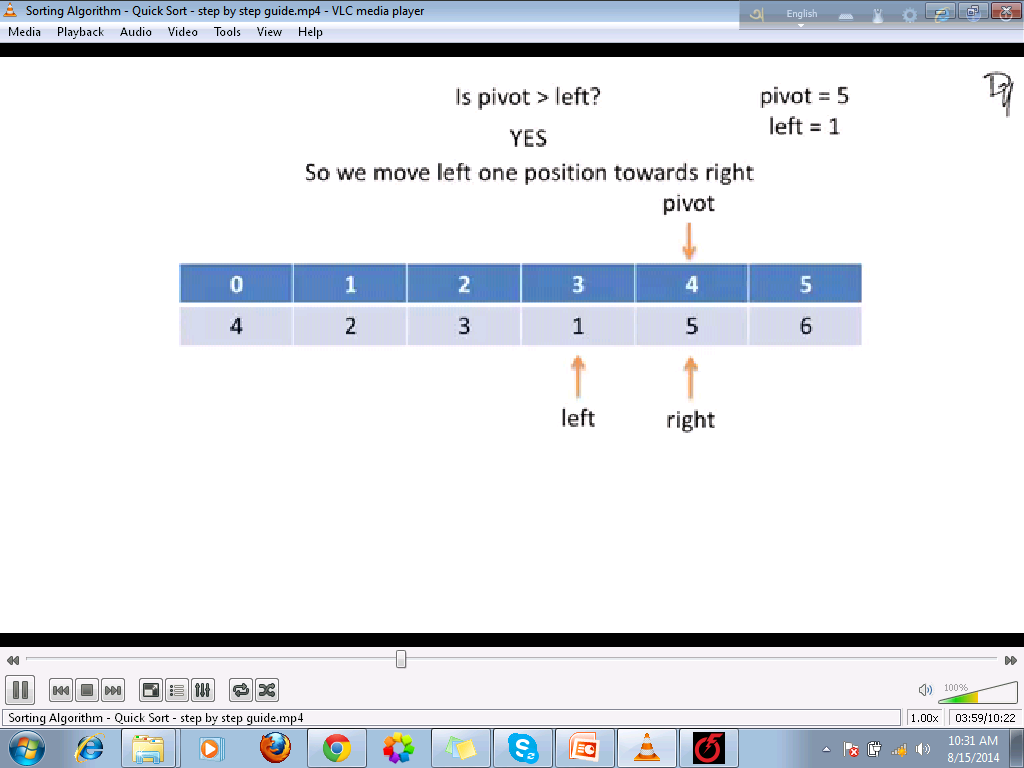 Sorting Algorithm - Quick Sort - step by step guide.mp4 - VLC media player
English
Media Playback Audio Video Tools View Help
Is pivot > left?
pivot = 5
left = 1
YES
So we move left one position towards right
pivot
0 1 2 3 4 5
4 2 3 1 5 6
left right
100%
Sorting Algorithm - Quick Sort - step by step guide.mp4
1.00x
03:59/10:22
10:31 AM
8/15/2014